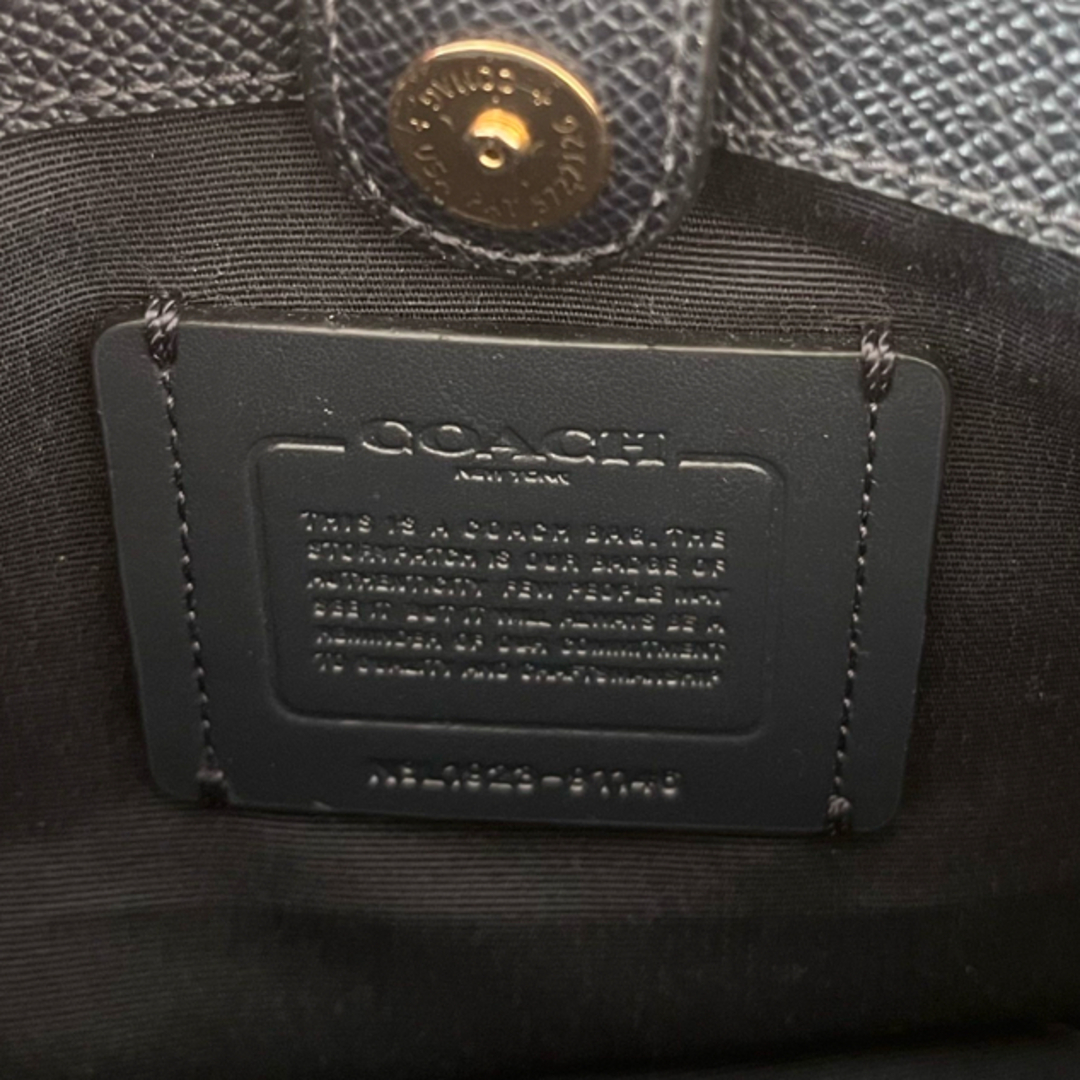 COACH
NEW YORK
THIS IS A COACH BAG. THE
STORYPATCH IS OUR BADGE OF
AUTHENTICITY. FEW PEOPLE MAY
SEE IT BUT IT WILL ALWAYS BE A
REMINDER OF OUR COMMITMENT
TO QUALITY AND CRAFTSMANSHIP